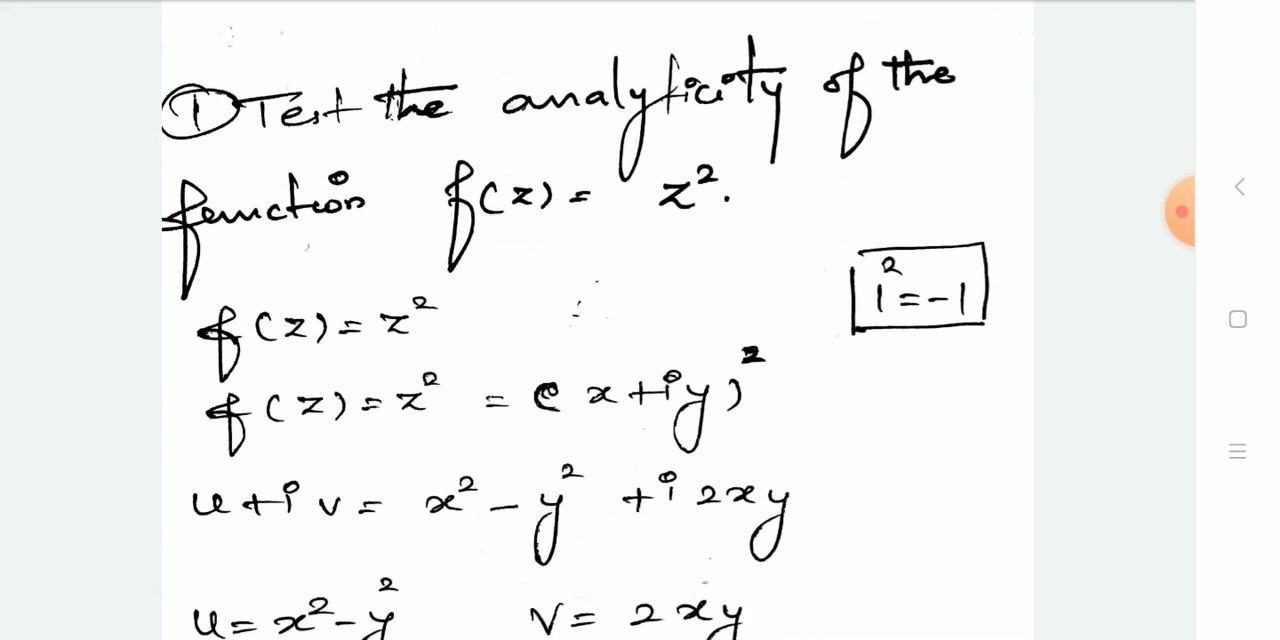 ① Test the analyticity of the
function f(z) = z².
i² = -1
f(z) = z²
f(z) = z² = (x+iy)²
u+iv = x² - y² + i 2xy
u = x² - y² v = 2xy